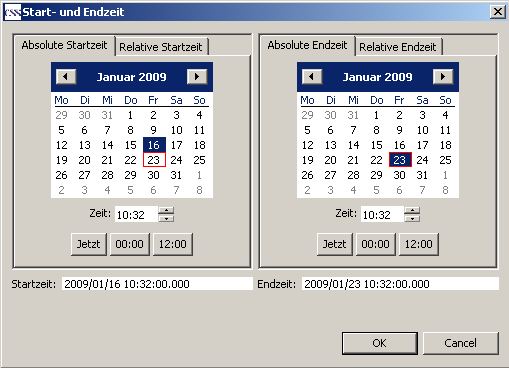 CSS Start- und Endzeit
Absolute Startzeit Relative Startzeit
Januar 2009
Mo Di Mi Do Fr Sa So
29 30 31 1 2 3 4
5 6 7 8 9 10 11
12 13 14 15 16 17 18
19 20 21 22 23 24 25
26 27 28 29 30 31 1
2 3 4 5 6 7 8
Zeit: 10:32
Jetzt 00:00 12:00
Startzeit: 2009/01/16 10:32:00.000
Absolute Endzeit Relative Endzeit
Januar 2009
Mo Di Mi Do Fr Sa So
29 30 31 1 2 3 4
5 6 7 8 9 10 11
12 13 14 15 16 17 18
19 20 21 22 23 24 25
26 27 28 29 30 31 1
2 3 4 5 6 7 8
Zeit: 10:32
Jetzt 00:00 12:00
Endzeit: 2009/01/23 10:32:00.000
OK Cancel